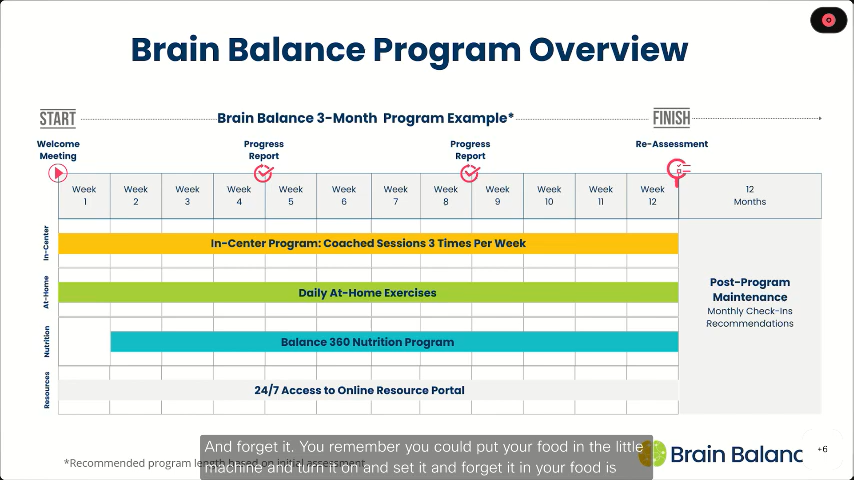 Brain Balance Program Overview
START
Brain Balance 3-Month Program Example*
FINISH
Welcome
Meeting
Progress
Report
Progress
Report
Re-Assessment
Week
1
Week
2
Week
3
Week
4
Week
5
Week
6
Week
7
Week
8
Week
9
Week
10
Week
11
Week
12
12
Months
In-Center
In-Center Program: Coached Sessions 3 Times Per Week
At-Home
Daily At-Home Exercises
Nutrition
Balance 360 Nutrition Program
Resources
24/7 Access to Online Resource Portal
Post-Program
Maintenance
Monthly Check-Ins
Recommendations
And forget it. You remember you could put your food in the little
machine and turn it on and set it and forget it in your food is
*Recommended program length based on initial assessment
Brain Balanc
+6